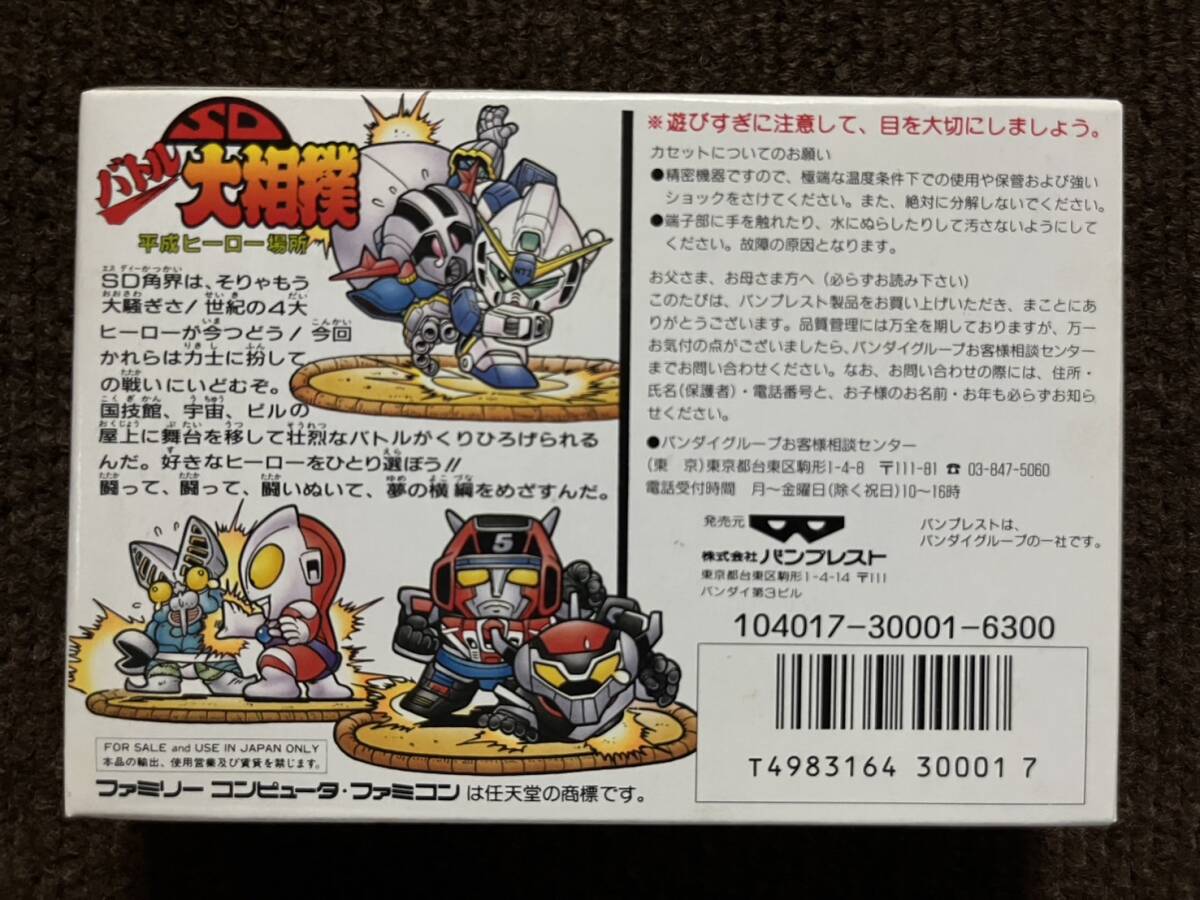 SD
バトル
大相撲
平成ヒーロー場所
SD角界は、そりゃもう
大騒ぎさ!世紀の4大
ヒーローが今つどう!今回
かれらは力士に扮して
の戦いにいどむぞ。
国技館、宇宙、ビルの
屋上に舞台を移して壮烈なバトルがくりひろげられる
んだ。好きなヒーローをひとり選ぼう!!
闘って、闘って、闘いぬいて、夢の横綱をめざすんだ。
5
FOR SALE and USE IN JAPAN ONLY
本品の輸出、使用営業及び賃貸を禁じます。
ファミリー コンピュータ・ファミコン は任天堂の商標です。
※遊びすぎに注意して、目を大切にしましょう。
カセットについてのお願い
●精密機器ですので、極端な温度条件下での使用や保管および強い
ショックをさけてください。また、絶対に分解しないでください。
●端子部に手を触れたり、水にぬらしたりして汚さないようにして
ください。故障の原因となります。
お父さま、お母さま方へ(必らずお読み下さい)
このたびは、バンプレスト製品をお買い上げいただき、まことにあ
りがとうございます。品質管理には万全を期しておりますが、万一
お気付の点がございましたら、バンダイグループお客様相談センター
までお問い合わせください。なお、お問い合わせの際には、住所・
氏名(保護者)・電話番号と、お子様のお名前・お年も必らずお知ら
せください。
●バンダイグループお客様相談センター
(東 京)東京都台東区駒形1-4-8 〒111-81 ☎ 03-847-5060
電話受付時間 月〜金曜日(除く祝日)10〜16時
発売元
株式会社 バンプレスト
東京都台東区駒形1-4-14 〒111
バンダイ第3ビル
バンプレストは、
バンダイグループの一社です。
104017-30001-6300
T4983164 30001 7